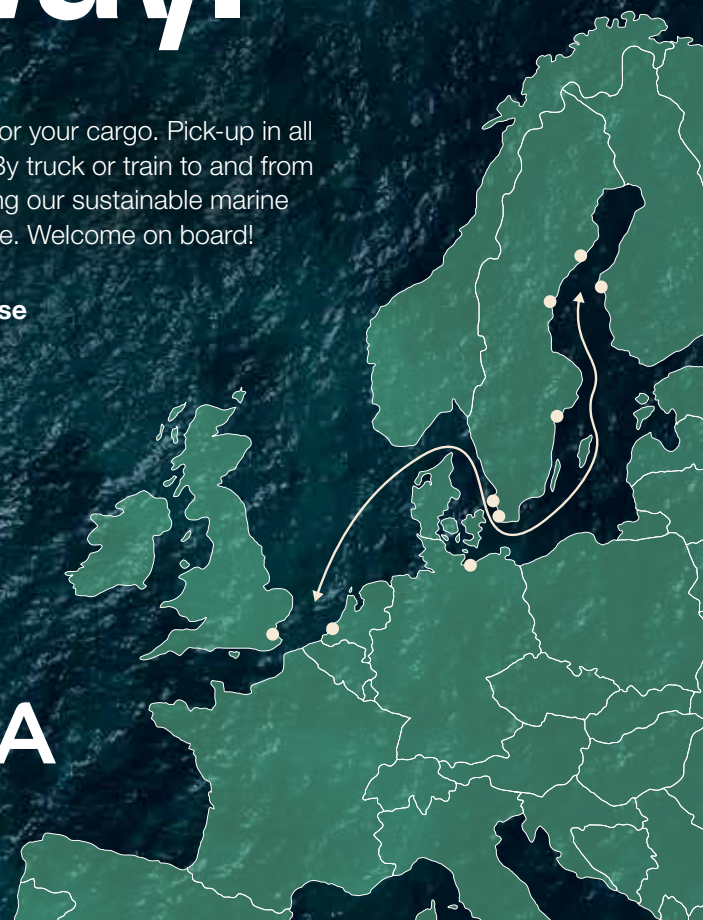 or your cargo. Pick-up in all
By truck or train to and from
ng our sustainable marine
e. Welcome on board!
se
A